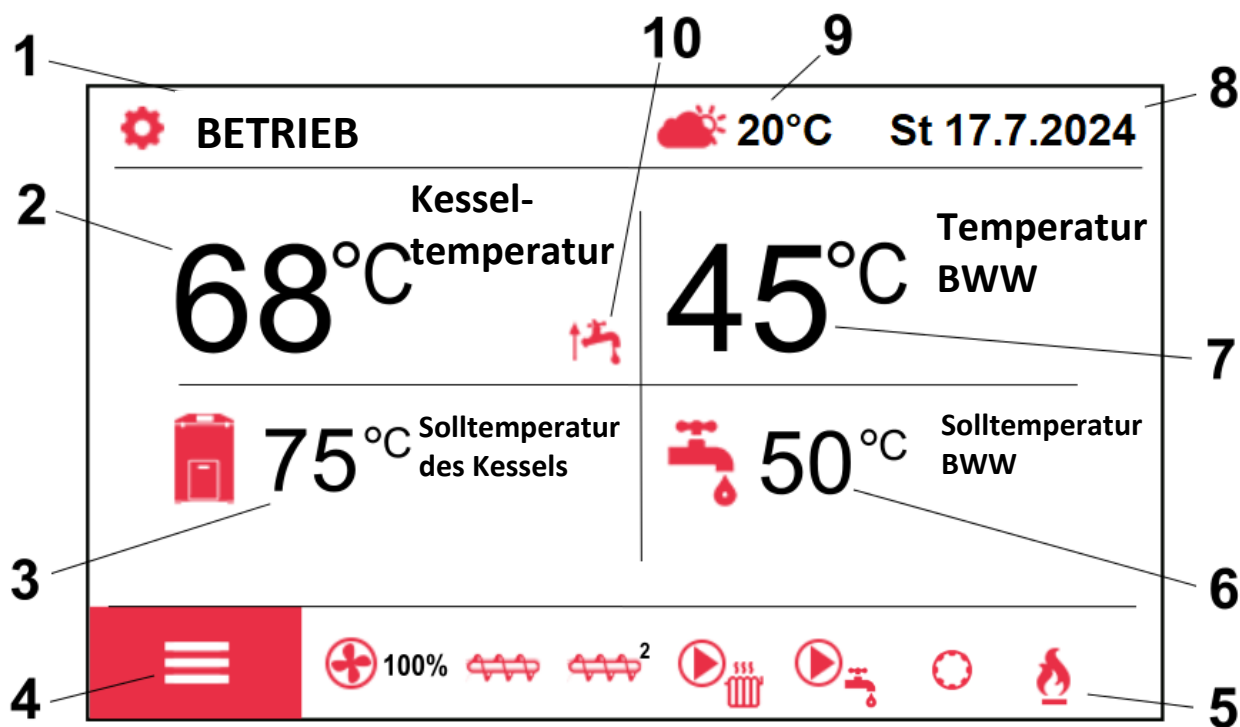 10 9
1 8
BETRIEB 20°C St 17.7.2024
2
Kessel-
temperatur
68°C
Temperatur
BWW
45°C
7
75°C
Solltemperatur
des Kessels
50°C
Solltemperatur
BWW
3 6
100% 2
4 5